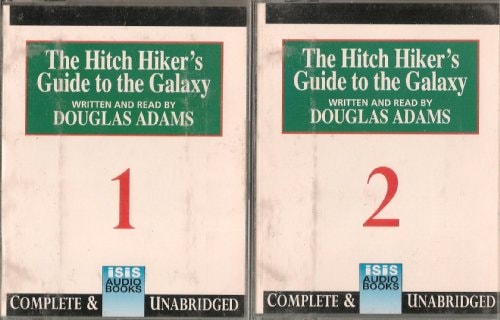 The Hitch Hiker's
Guide to the Galaxy
WRITTEN AND READ BY
DOUGLAS ADAMS
1
isis
AUDIO
BOOKS
COMPLETE & UNABRIDGED
The Hitch Hiker's
Guide to the Galaxy
WRITTEN AND READ BY
DOUGLAS ADAMS
2
isis
AUDIO
BOOKS
COMPLETE & UNABRIDGED